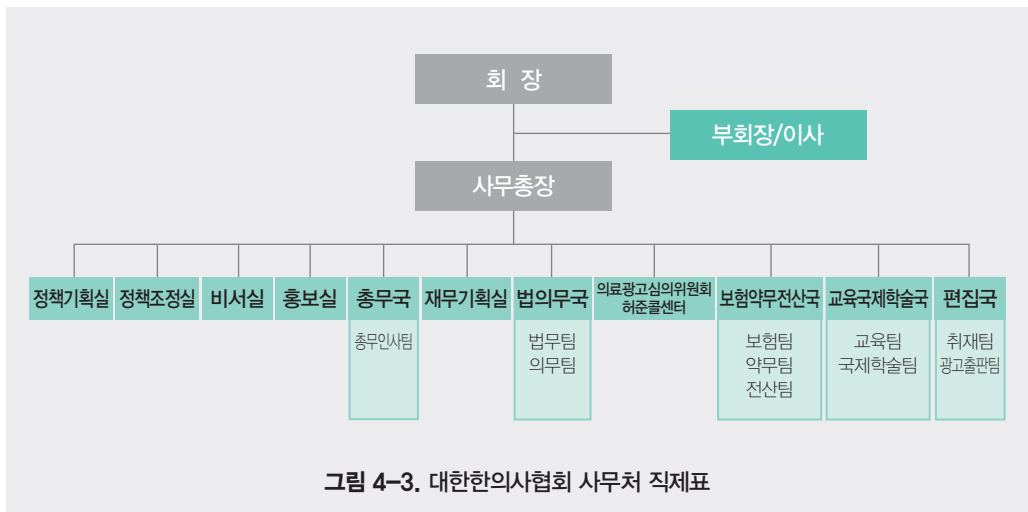 회 장
부회장/이사
사무총장
정책기획실
정책조정실
비서실
홍보실
총무국
총무인사팀
재무기획실
법의무국
법무팀
의무팀
의료광고심의위원회
허준콜센터
보험약무전산국
보험팀
약무팀
전산팀
교육국제학술국
교육팀
국제학술팀
편집국
취재팀
광고출판팀
그림 4-3. 대한한의사협회 사무처 직제표